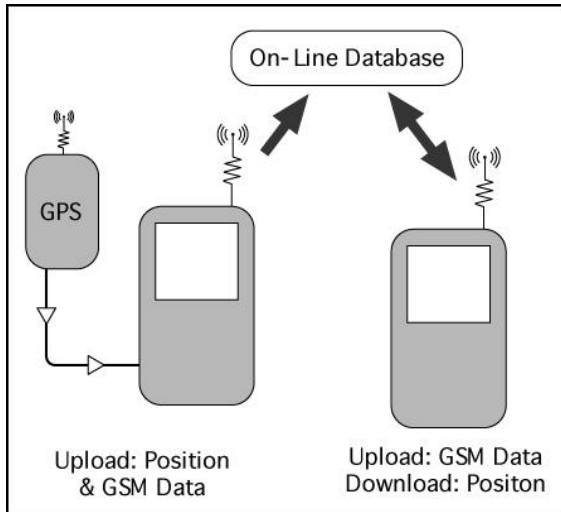 On-Line Database
GPS
Upload: Position
& GSM Data
Upload: GSM Data
Download: Positon